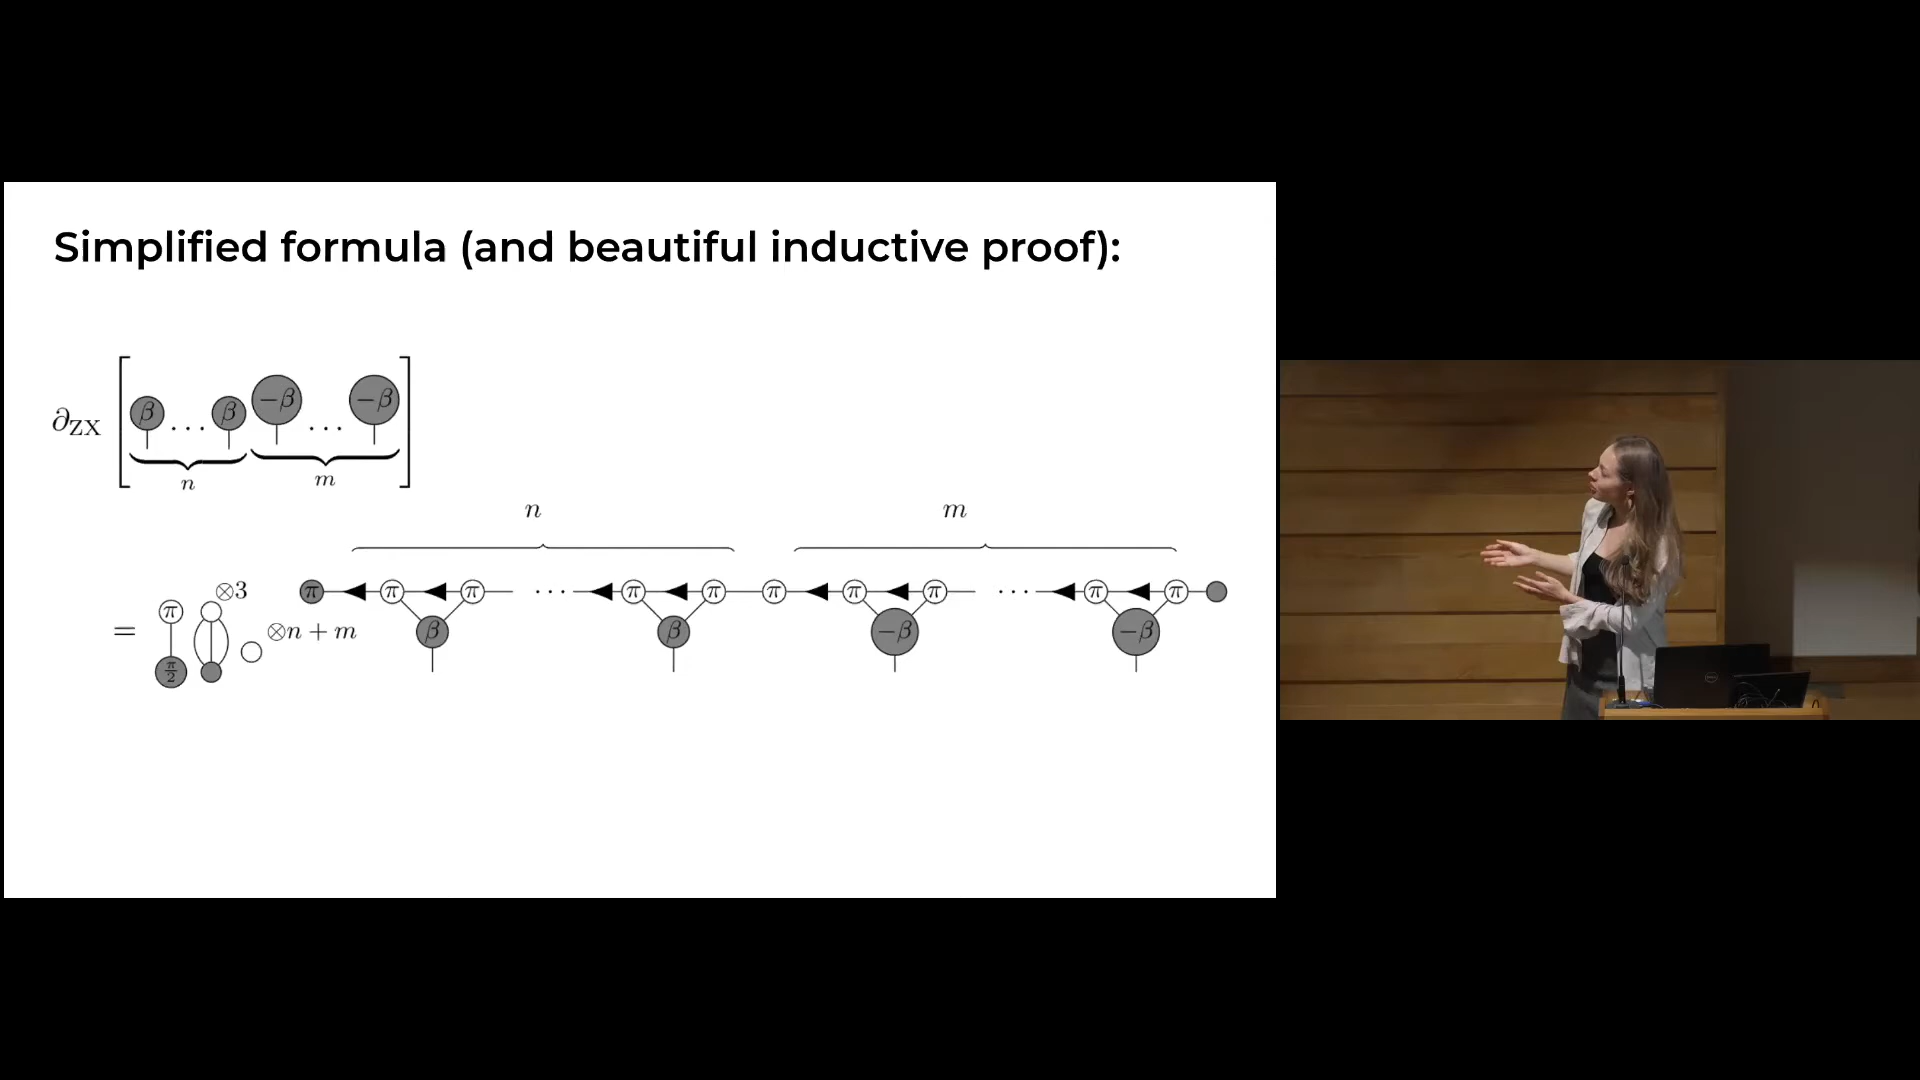 Simplified formula (and beautiful inductive proof):
∂ZX [ β ... β −β ... −β ]
n m
n m
= π π/2 ⊗3 ⊗n + m π π π ... π π π π π ... π π
β β −β −β